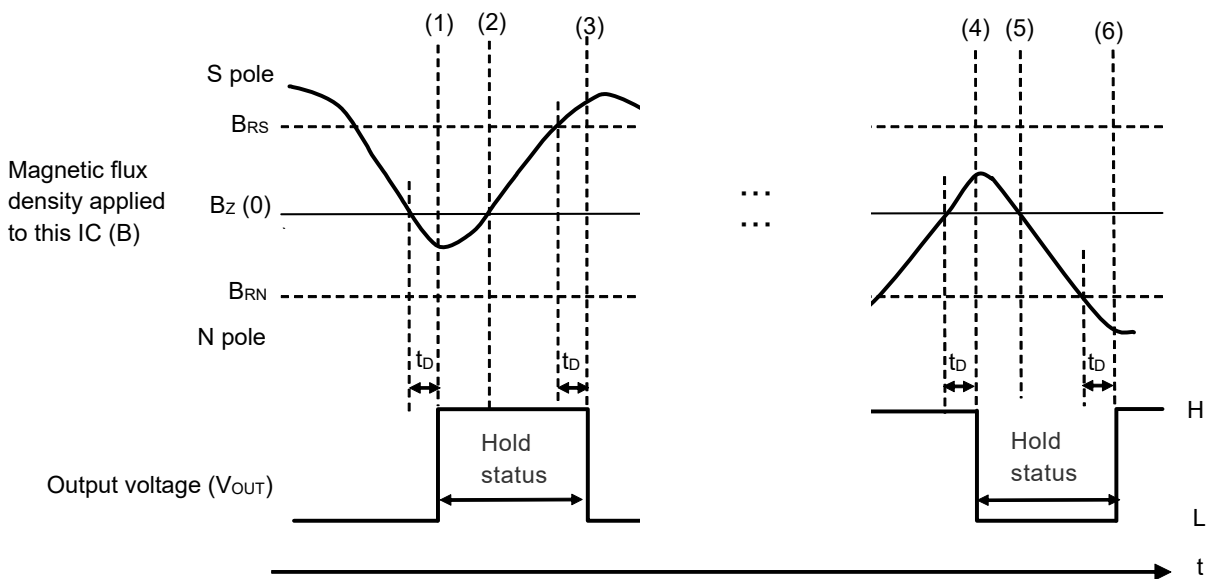 (1)
(2)
(3)
(4)
(5)
(6)
S pole
BRS
Magnetic flux
density applied
to this IC (B)
BZ (0)
...
...
BRN
N pole
tD
tD
tD
tD
H
Hold
status
Hold
status
Output voltage (VOUT)
L
t